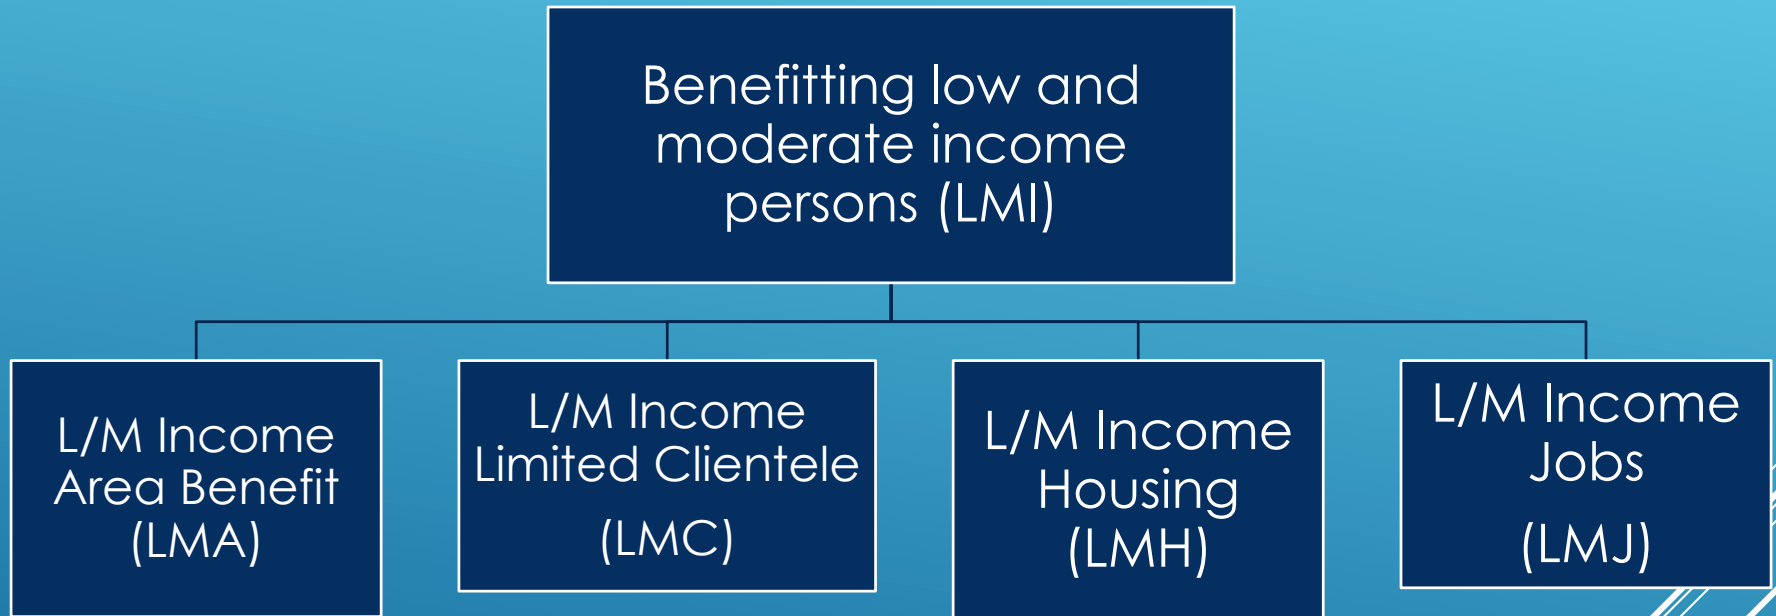 Benefitting low and
moderate income
persons (LMI)
L/M Income
Area Benefit
(LMA)
L/M Income
Limited Clientele
(LMC)
L/M Income
Housing
(LMH)
L/M Income
Jobs
(LMJ)